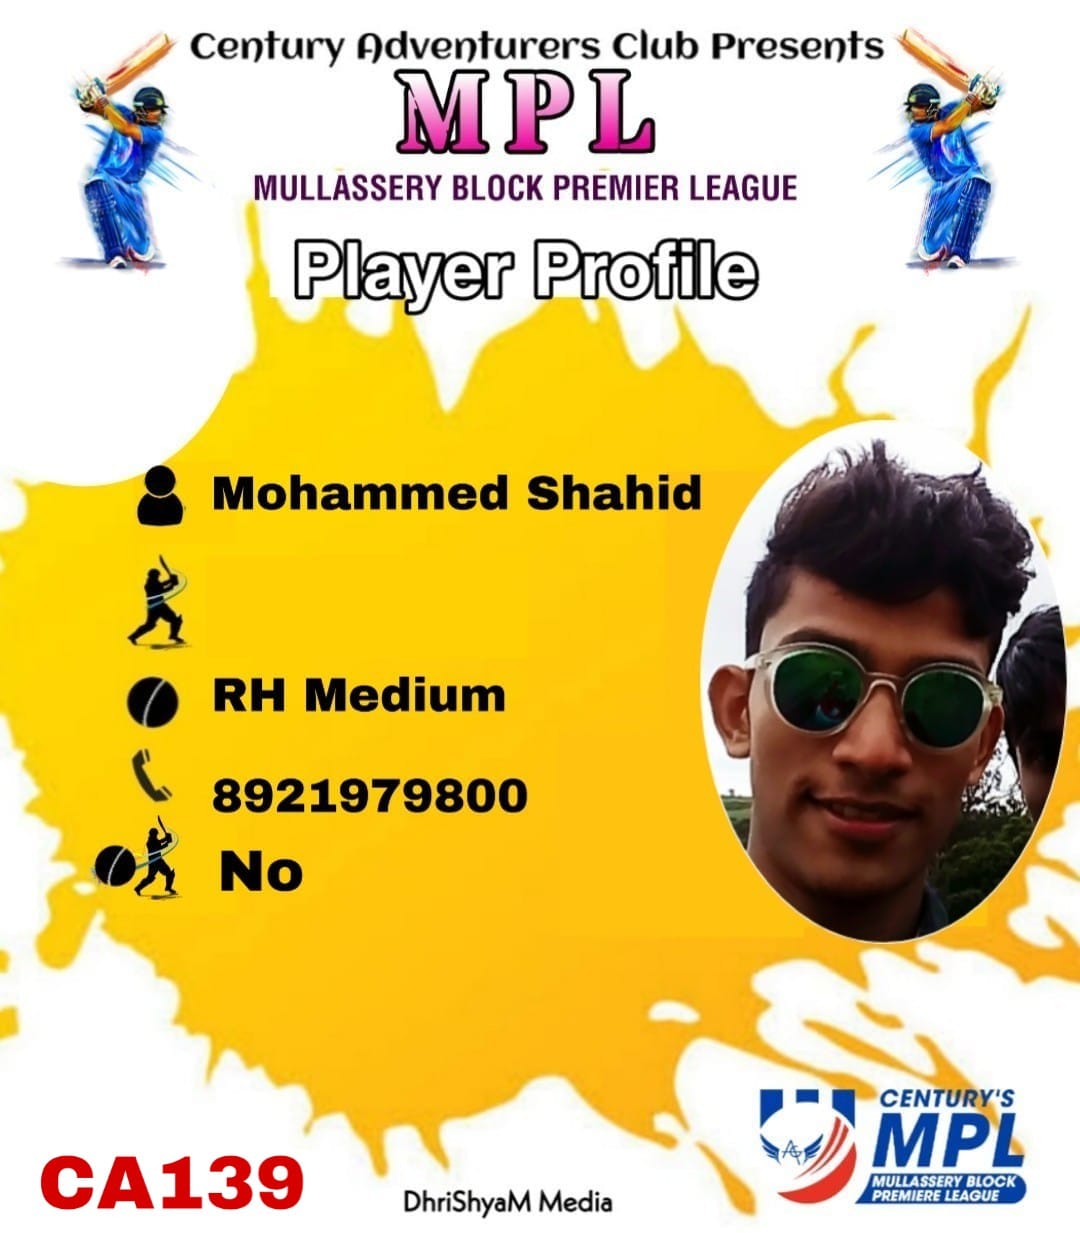 Century Adventurers Club Presents
MPL
MULLASSERY BLOCK PREMIER LEAGUE
Player Profile
Mohammed Shahid
RH Medium
8921979800
No
CENTURY'S
MPL
MULLASSERY BLOCK
PREMIERE LEAGUE
CA139
DhriShyaM Media